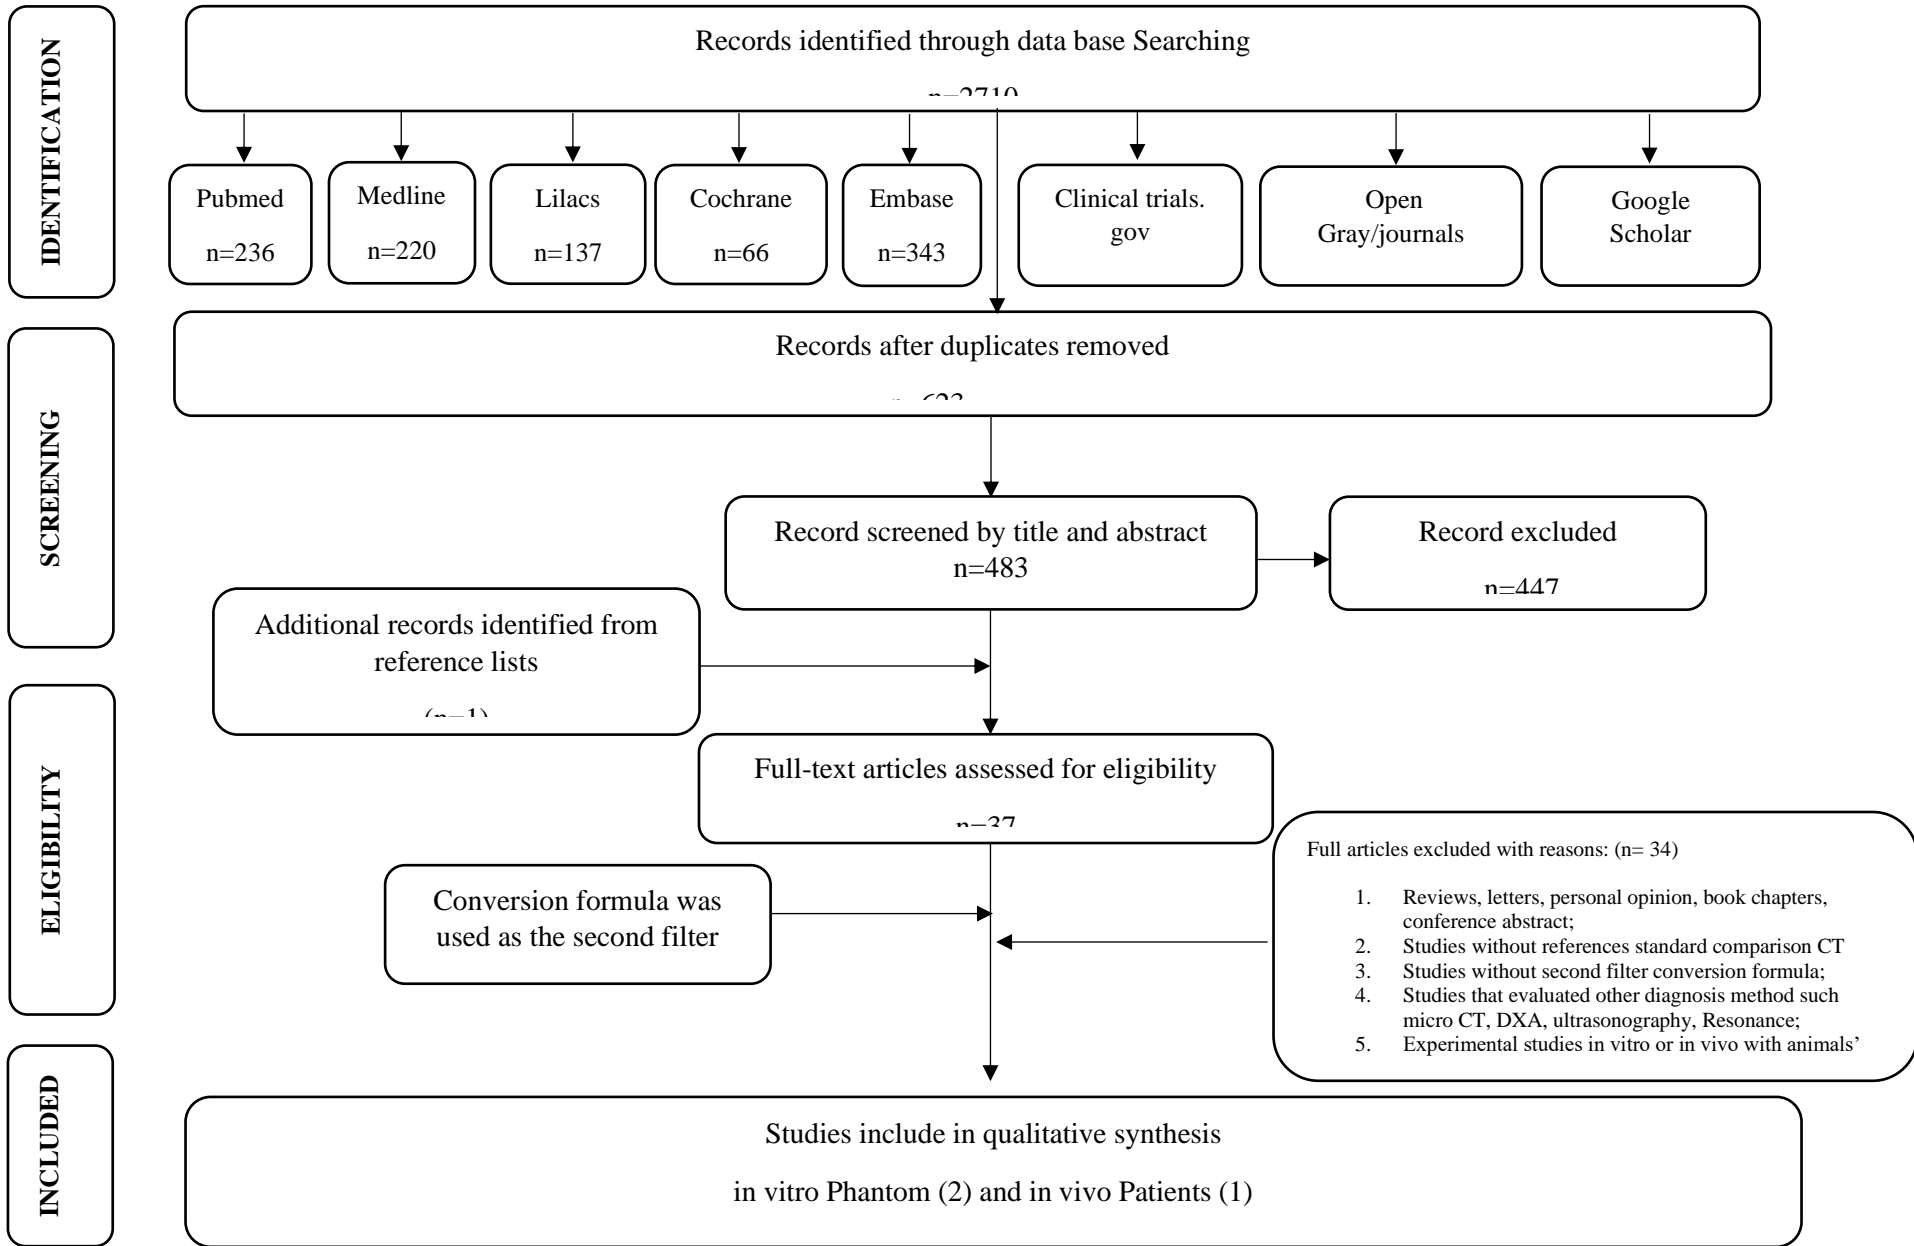 IDENTIFICATION
Records identified through data base Searching
n=2710
Pubmed
n=236
Medline
n=220
Lilacs
n=137
Cochrane
n=66
Embase
n=343
Clinical trials.
gov
Open
Gray/journals
Google
Scholar
SCREENING
Records after duplicates removed
n=623
Record screened by title and abstract
n=483
Record excluded
n=447
Additional records identified from
reference lists
(n=1)
ELIGIBILITY
Full-text articles assessed for eligibility
n=37
Conversion formula was
used as the second filter
Full articles excluded with reasons: (n= 34)
1. Reviews, letters, personal opinion, book chapters,
conference abstract;
2. Studies without references standard comparison CT
3. Studies without second filter conversion formula;
4. Studies that evaluated other diagnosis method such
micro CT, DXA, ultrasonography, Resonance;
5. Experimental studies in vitro or in vivo with animals’
INCLUDED
Studies include in qualitative synthesis
in vitro Phantom (2) and in vivo Patients (1)